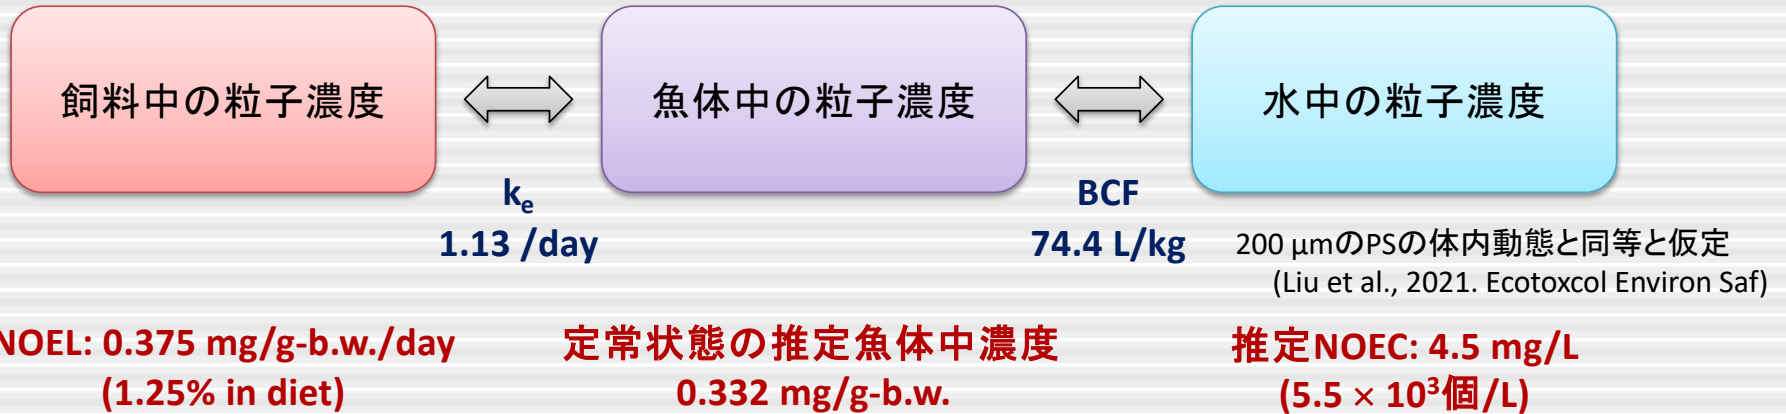 飼料中の粒子濃度
魚体中の粒子濃度
水中の粒子濃度
ke
1.13 /day
BCF
74.4 L/kg
200 µmのPSの体内動態と同等と仮定
(Liu et al., 2021. Ecotoxcol Environ Saf)
NOEL: 0.375 mg/g-b.w./day
(1.25% in diet)
定常状態の推定魚体中濃度
0.332 mg/g-b.w.
推定NOEC: 4.5 mg/L
(5.5 × 10³個/L)